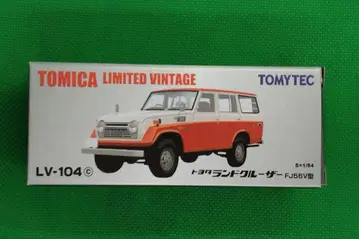 TOMICA LIMITED VINTAGE TOMYTEC
S=1/64
LV-104 c トヨタ ランドクルーザー FJ56V型